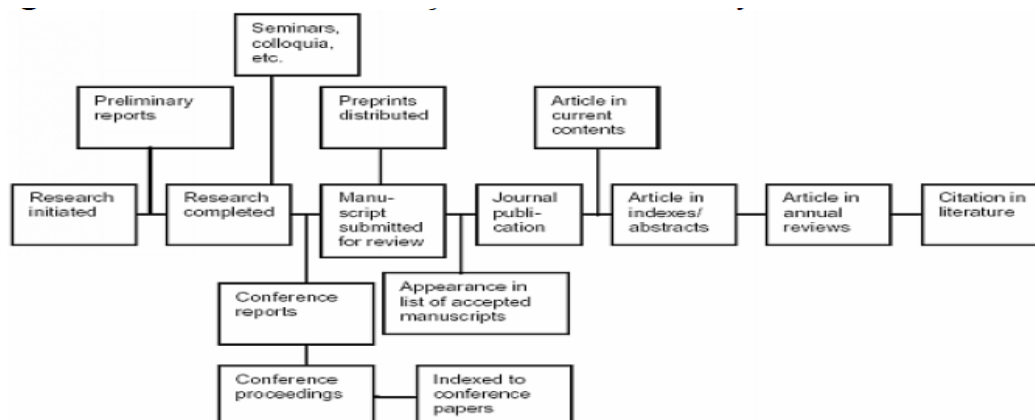 Seminars,
colloquia,
etc.
Preliminary
reports
Preprints
distributed
Article in
current
contents
Research
initiated
Research
completed
Manu-
script
submitted
for review
Journal
publi-
cation
Article in
indexes/
abstracts
Article in
annual
reviews
Citation in
literature
Conference
reports
Appearance in
list of accepted
manuscripts
Conference
proceedings
Indexed to
conference
papers